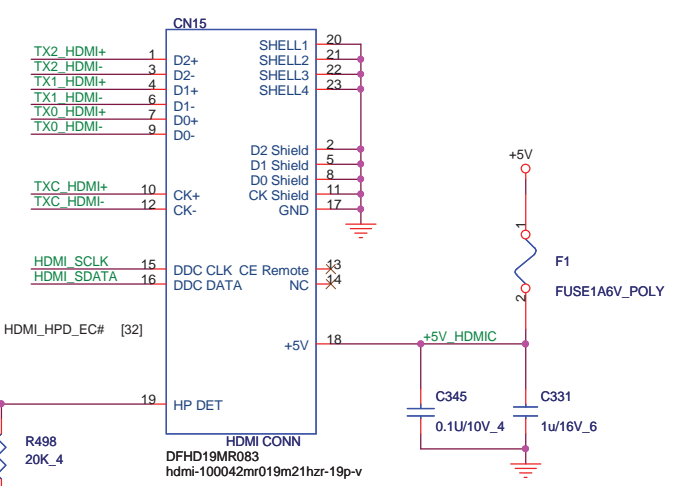 CN15
TX2_HDMI+ 1 D2+ SHELL1 20
TX2_HDMI- 3 D2- SHELL2 21
TX1_HDMI+ 4 D1+ SHELL3 22
TX1_HDMI- 6 D1- SHELL4 23
TX0_HDMI+ 7 D0+
TX0_HDMI- 9 D0-
D2 Shield 2
D1 Shield 5
D0 Shield 8
TXC_HDMI+ 10 CK+ CK Shield 11
TXC_HDMI- 12 CK- GND 17
HDMI_SCLK 15 DDC CLK CE Remote 13
HDMI_SDATA 16 DDC DATA NC 14
HDMI_HPD_EC# [32]
+5V 18 +5V_HDMIC
19 HP DET
HDMI CONN
DFHD19MR083
hdmi-100042mr019m21hzr-19p-v
R498
20K_4
+5V
1
F1
2
FUSE1A6V_POLY
C345
0.1U/10V_4
C331
1u/16V_6